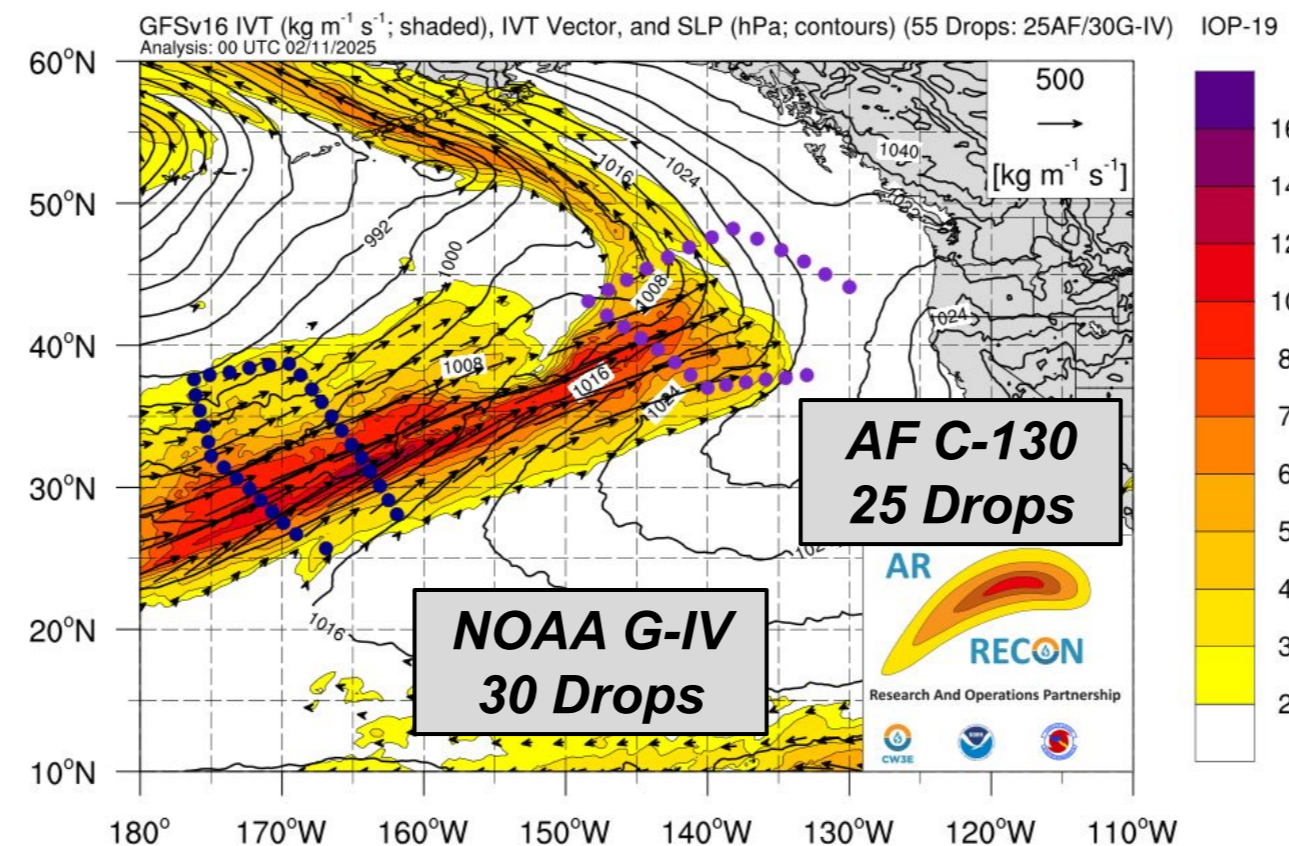 GFSv16 IVT (kg m⁻¹ s⁻¹; shaded), IVT Vector, and SLP (hPa; contours) (55 Drops: 25AF/30G-IV) IOP-19
Analysis: 00 UTC 02/11/2025
60°N
50°N
40°N
30°N
20°N
10°N
180°
170°W
160°W
150°W
140°W
130°W
120°W
110°W
500
[kg m⁻¹ s⁻¹]
1040
1016
1024
992
1000
1008
1024
1008
1016
1024
1016
AF C-130
25 Drops
NOAA G-IV
30 Drops
AR
RECON
Research And Operations Partnership
CW3E